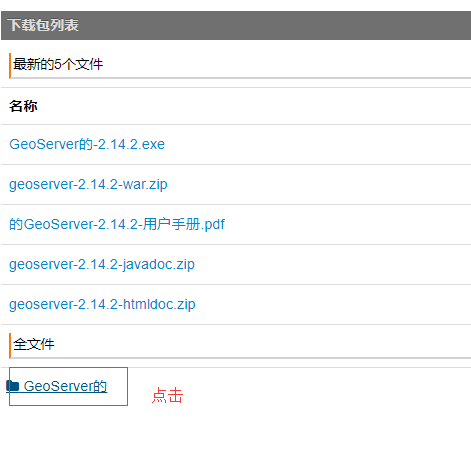 下载包列表
最新的5个文件
名称
GeoServer的-2.14.2.exe
geoserver-2.14.2-war.zip
的GeoServer-2.14.2-用户手册.pdf
geoserver-2.14.2-javadoc.zip
geoserver-2.14.2-htmldoc.zip
全文件
GeoServer的
点击